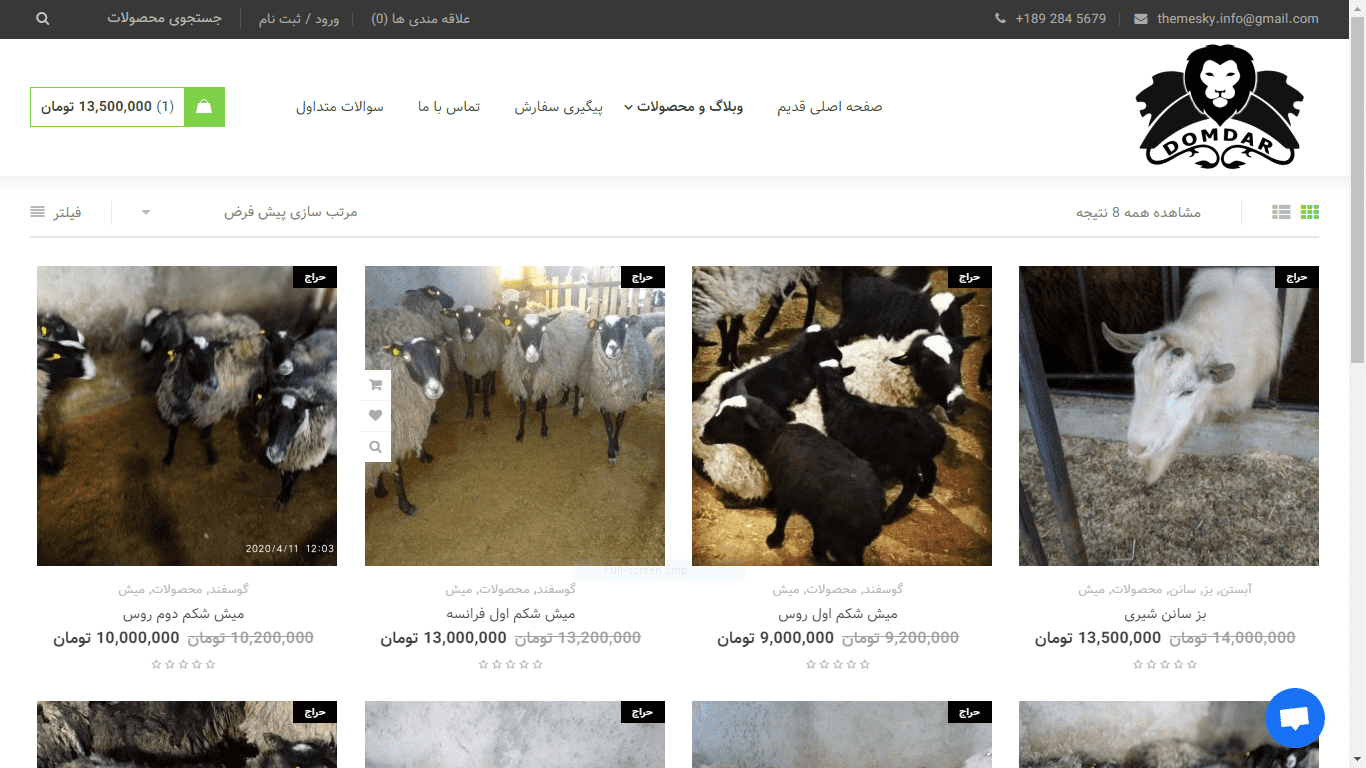 themesky.info@gmail.com
+189 284 5679
علاقه مندی ها (0)
ورود / ثبت نام
جستجوی محصولات
DOMDAR
صفحه اصلی قدیم
وبلاگ و محصولات
پیگیری سفارش
تماس با ما
سوالات متداول
(1) 13,500,000 تومان
مشاهده همه 8 نتیجه
مرتب سازی پیش فرض
فیلتر
حراج
حراج
حراج
حراج
2020/4/11 12:03
Full-screen Snip
آبستن, بز, سانن, محصولات, میش
بز سانن شیری
14,000,000 تومان 13,500,000 تومان
گوسفند, محصولات, میش
میش شکم اول روس
9,200,000 تومان 9,000,000 تومان
گوسفند, محصولات, میش
میش شکم اول فرانسه
13,200,000 تومان 13,000,000 تومان
گوسفند, محصولات, میش
میش شکم دوم روس
10,200,000 تومان 10,000,000 تومان
حراج
حراج
حراج